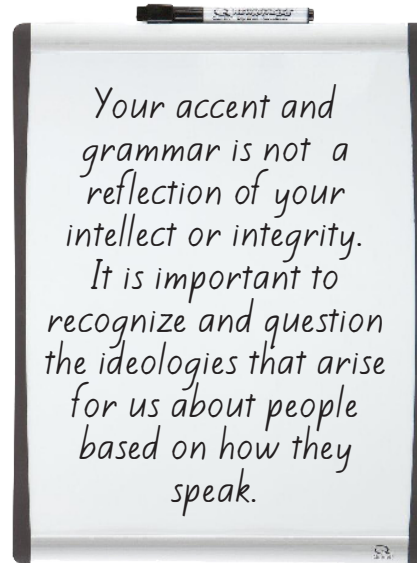 Your accent and
grammar is not a
reflection of your
intellect or integrity.
It is important to
recognize and question
the ideologies that arise
for us about people
based on how they
speak.